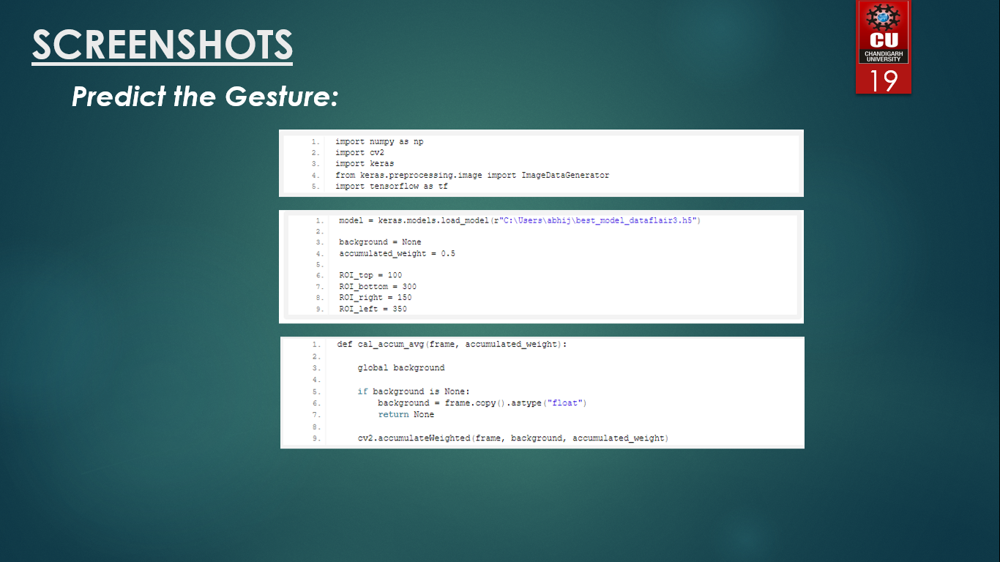 SCREENSHOTS
CU
CHANDIGARH
UNIVERSITY
19
Predict the Gesture:
1. import numpy as np
2. import cv2
3. import keras
4. from keras.preprocessing.image import ImageDataGenerator
5. import tensorflow as tf
1. model = keras.models.load_model(r"C:\Users\abhij\best_model_dataflair3.h5")
2.
3. background = None
4. accumulated_weight = 0.5
5.
6. ROI_top = 100
7. ROI_bottom = 300
8. ROI_right = 150
9. ROI_left = 350
1. def cal_accum_avg(frame, accumulated_weight):
2.
3.     global background
4.
5.     if background is None:
6.         background = frame.copy().astype("float")
7.         return None
8.
9.     cv2.accumulateWeighted(frame, background, accumulated_weight)